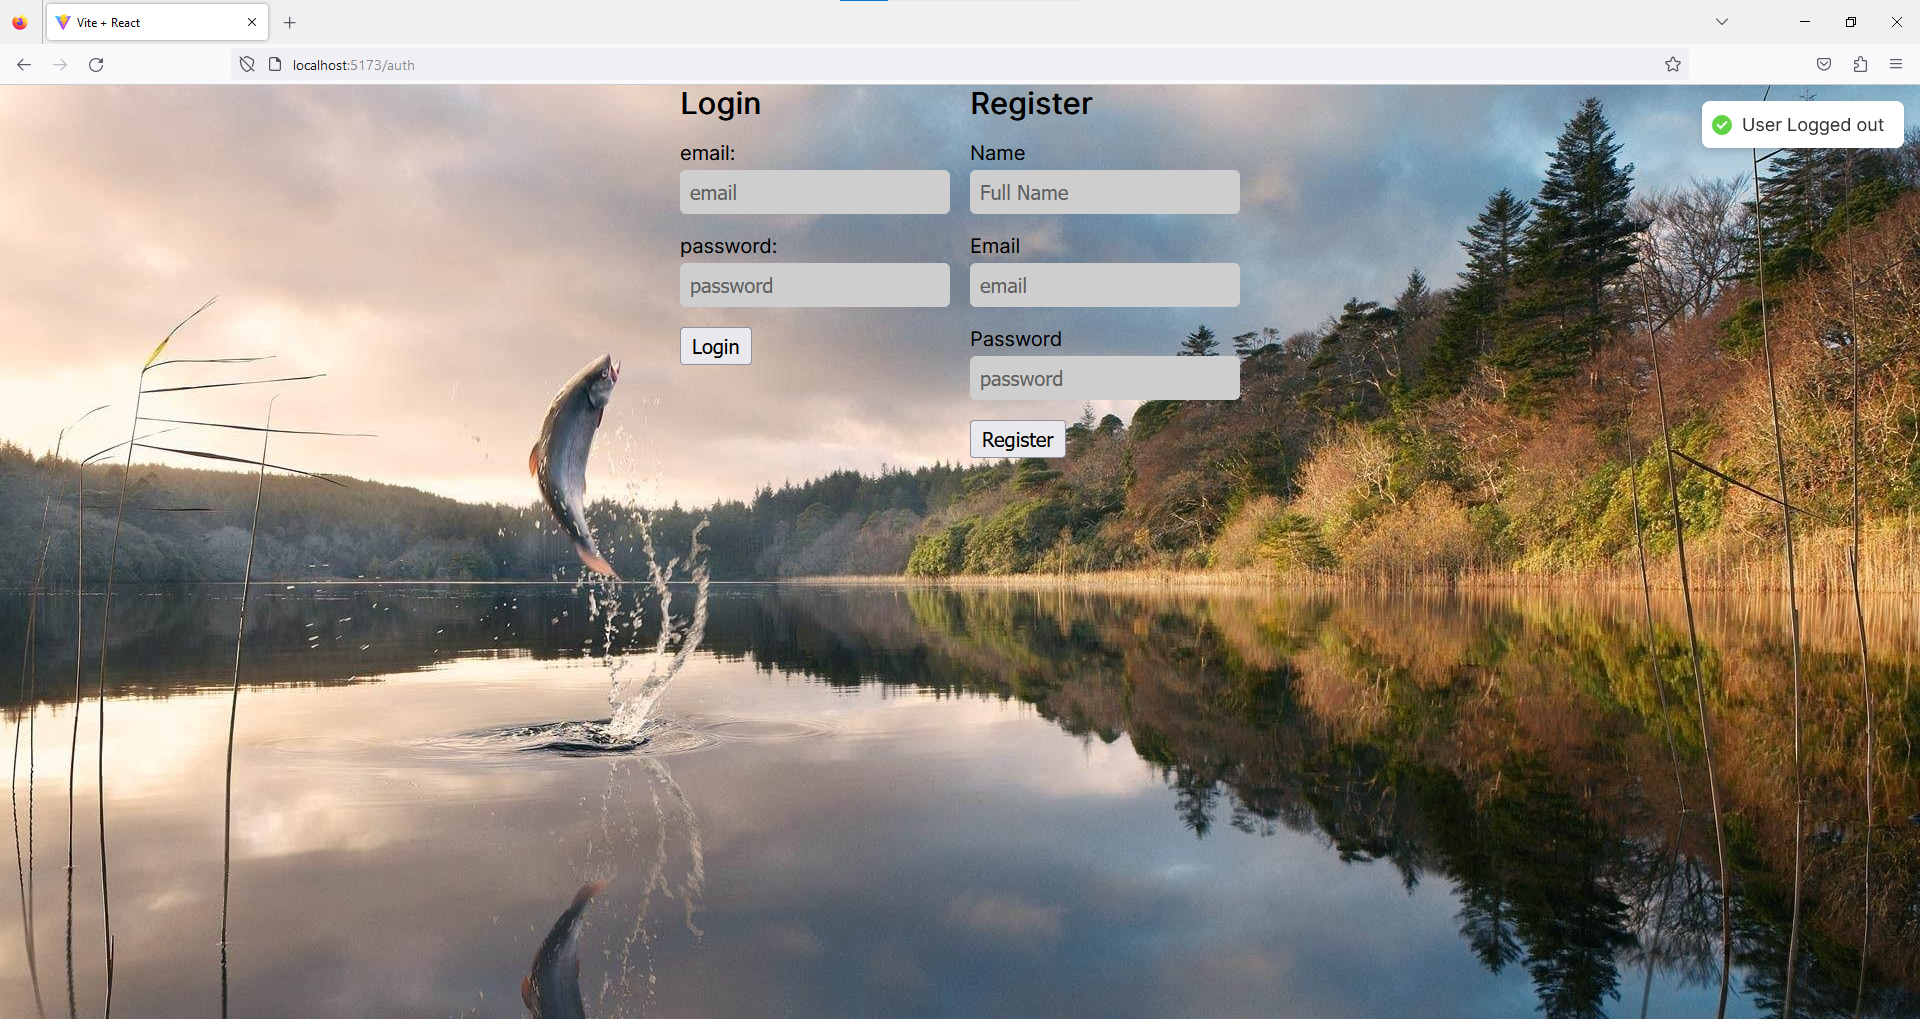 Vite + React
localhost:5173/auth
Login
Register
User Logged out
email:
Name
email
Full Name
password:
Email
password
email
Login
Password
password
Register